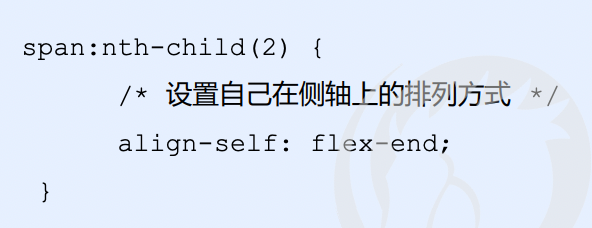 span:nth-child(2) {
/* 设置自己在侧轴上的排列方式 */
align-self: flex-end;
}